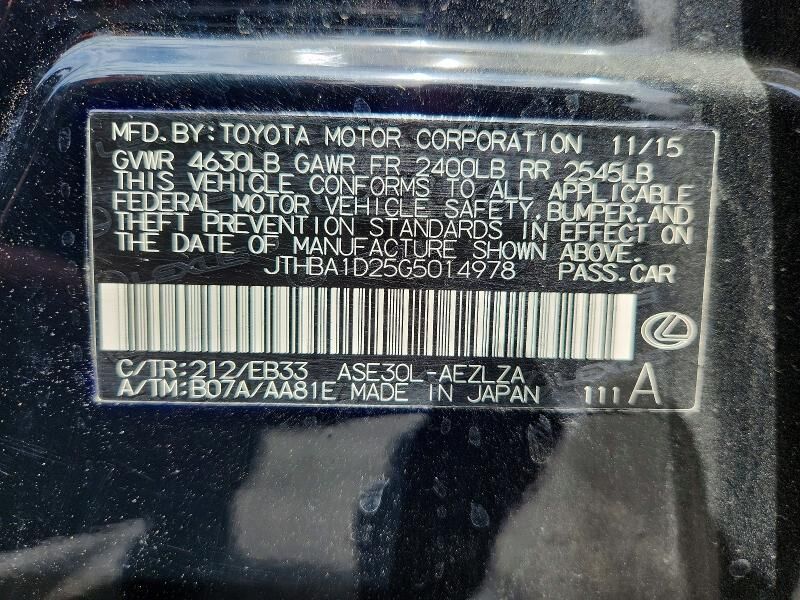 MFD. BY: TOYOTA MOTOR CORPORATION 11/15
GVWR 4630LB GAWR FR 2400LB RR 2545LB
THIS VEHICLE CONFORMS TO ALL APPLICABLE
FEDERAL MOTOR VEHICLE SAFETY, BUMPER, AND
THEFT PREVENTION STANDARDS IN EFFECT ON
THE DATE OF MANUFACTURE SHOWN ABOVE.
JTHBA1D25G5014978 PASS.CAR
C/TR:212/EB33 ASE30L-AEZLZA
A/TM:B07A/AA81E MADE IN JAPAN 111 A
LEXUS